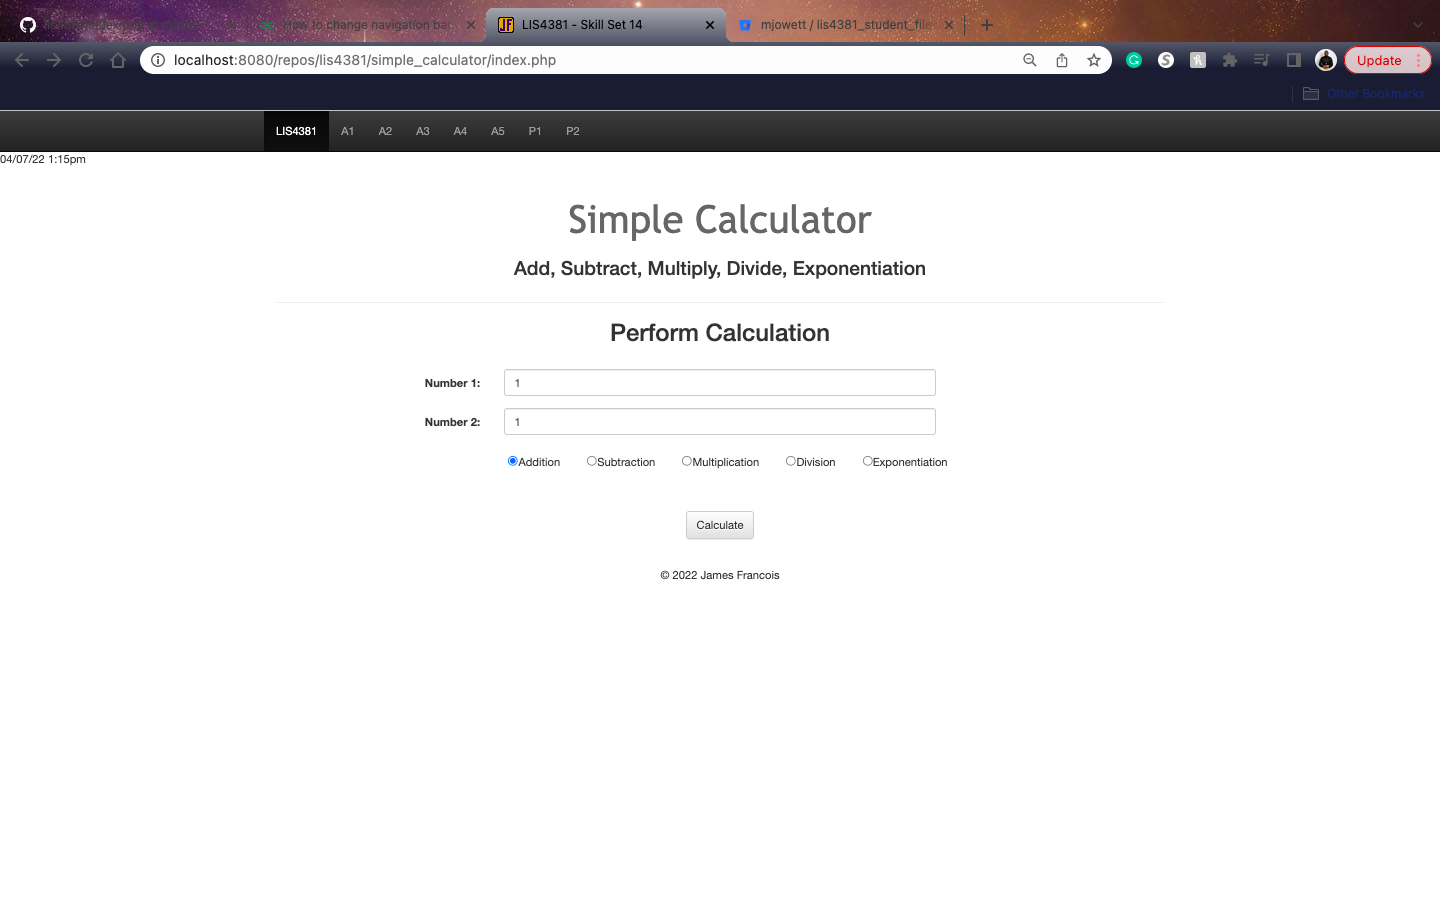 How to change navigation ba
LIS4381 - Skill Set 14
mjowett / lis4381_student_file
localhost:8080/repos/lis4381/simple_calculator/index.php
Update
Other Bookmarks
LIS4381 A1 A2 A3 A4 A5 P1 P2
04/07/22 1:15pm
Simple Calculator
Add, Subtract, Multiply, Divide, Exponentiation
Perform Calculation
Number 1: 1
Number 2: 1
Addition Subtraction Multiplication Division Exponentiation
Calculate
© 2022 James Francois